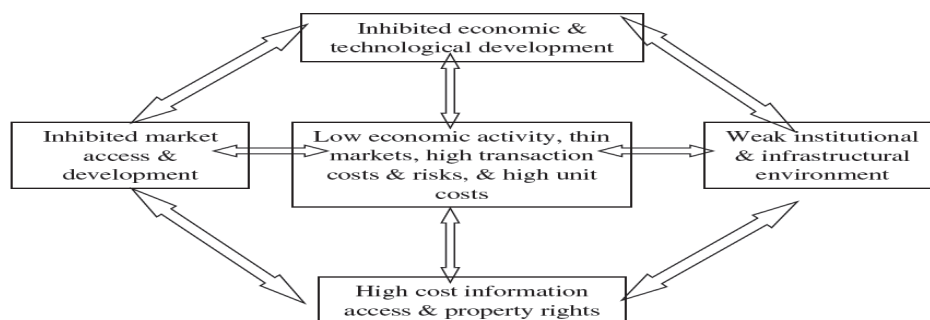 Inhibited economic &
technological development
Inhibited market
access &
development
Low economic activity, thin
markets, high transaction
costs & risks, & high unit
costs
Weak institutional
& infrastructural
environment
High cost information
access & property rights